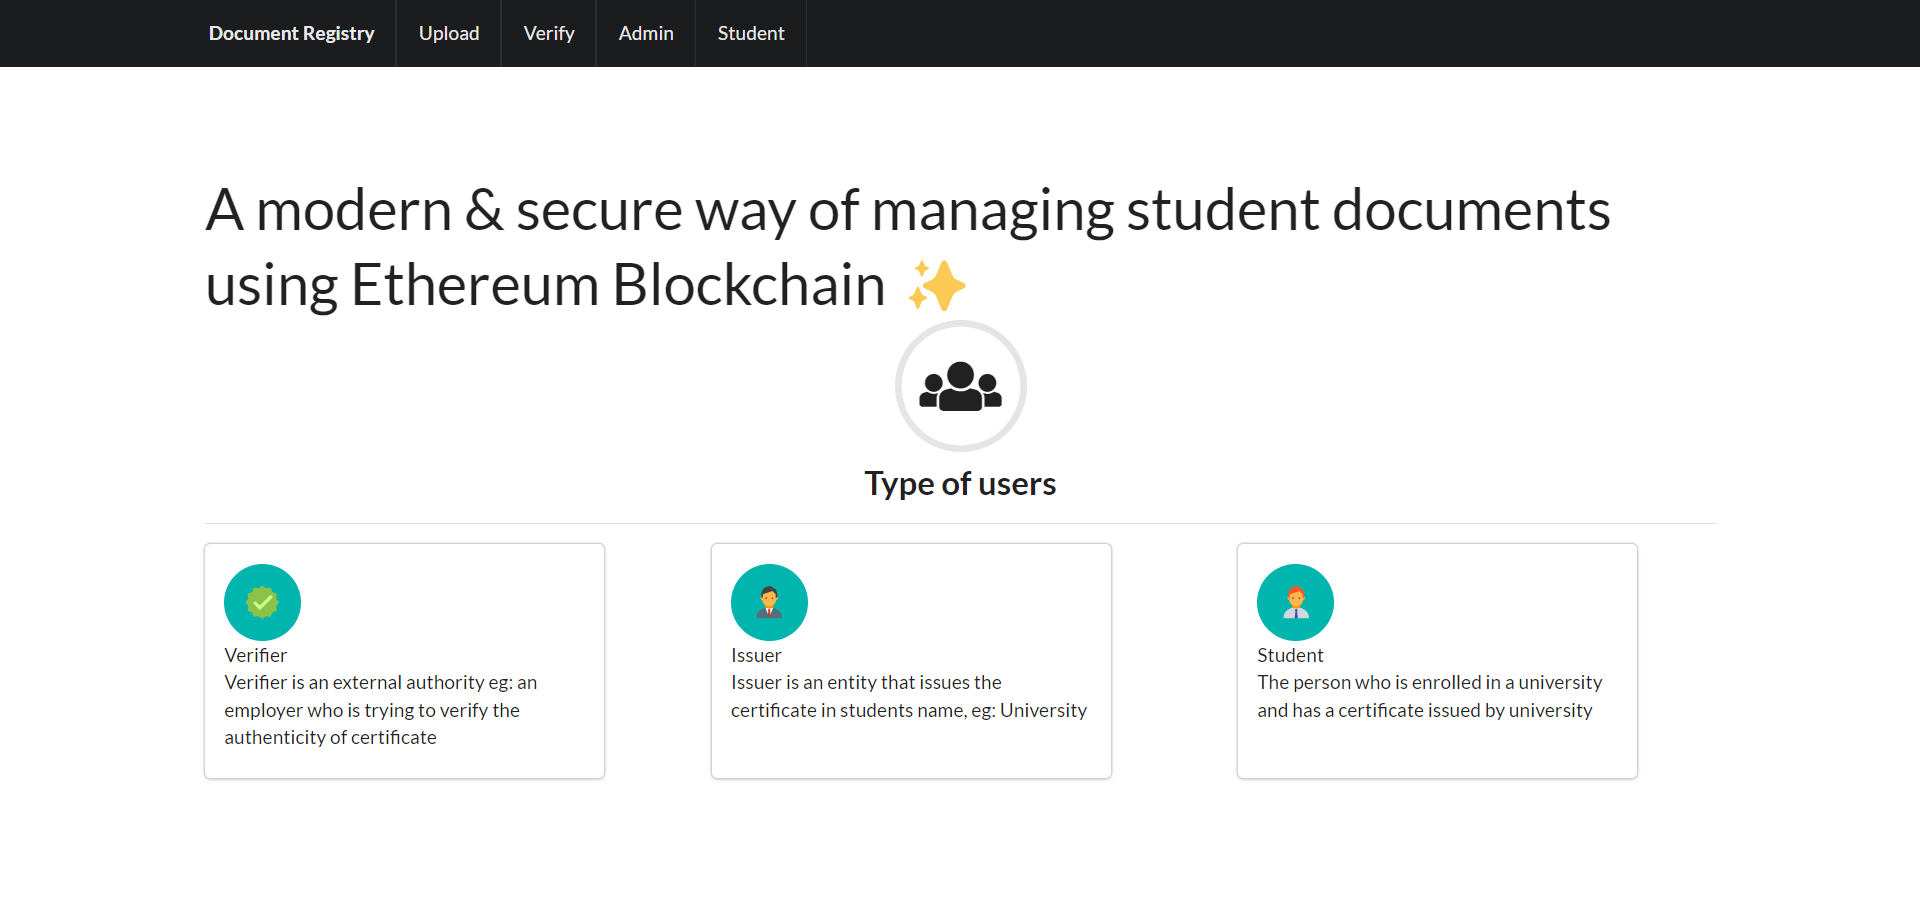 Document Registry Upload Verify Admin Student
A modern & secure way of managing student documents
using Ethereum Blockchain ✨
Type of users
Verifier
Verifier is an external authority eg: an
employer who is trying to verify the
authenticity of certificate
Issuer
Issuer is an entity that issues the
certificate in students name, eg: University
Student
The person who is enrolled in a university
and has a certificate issued by university